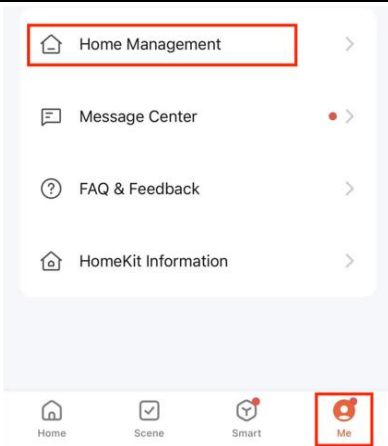 Home Management
Message Center
FAQ & Feedback
HomeKit Information
Home Scene Smart Me